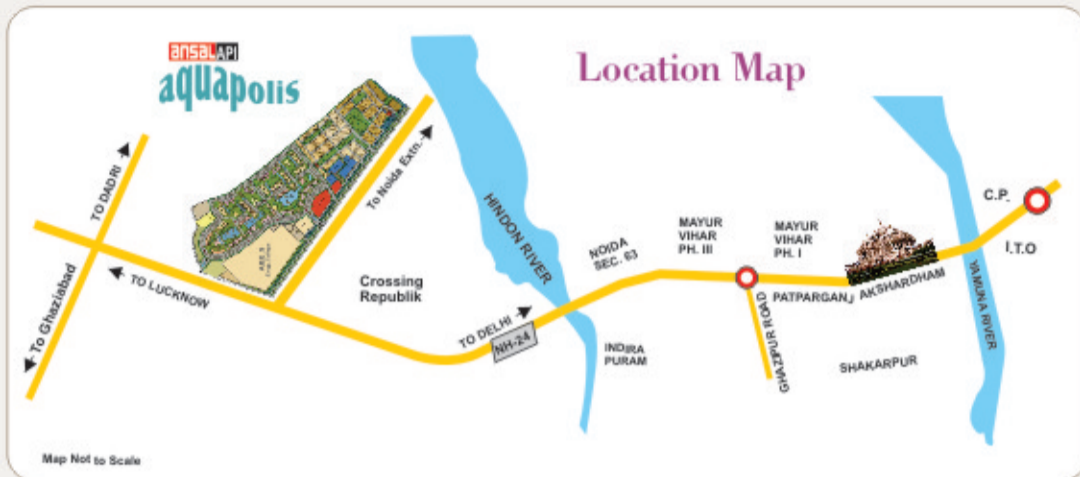 ansal API
aquapolis
Location Map
TO DADRI
To Ghaziabad
TO LUCKNOW
To Noida Extn.
Crossing
Republik
HINDON RIVER
TO DELHI
NH-24
NOIDA
SEC. 63
INDIRA
PURAM
MAYUR
VIHAR
PH. III
MAYUR
VIHAR
PH. I
GHAZIPUR ROAD
PATPARGANJ
AKSHARDHAM
SHAKARPUR
YAMUNA RIVER
C.P.
I.T.O
Map Not to Scale